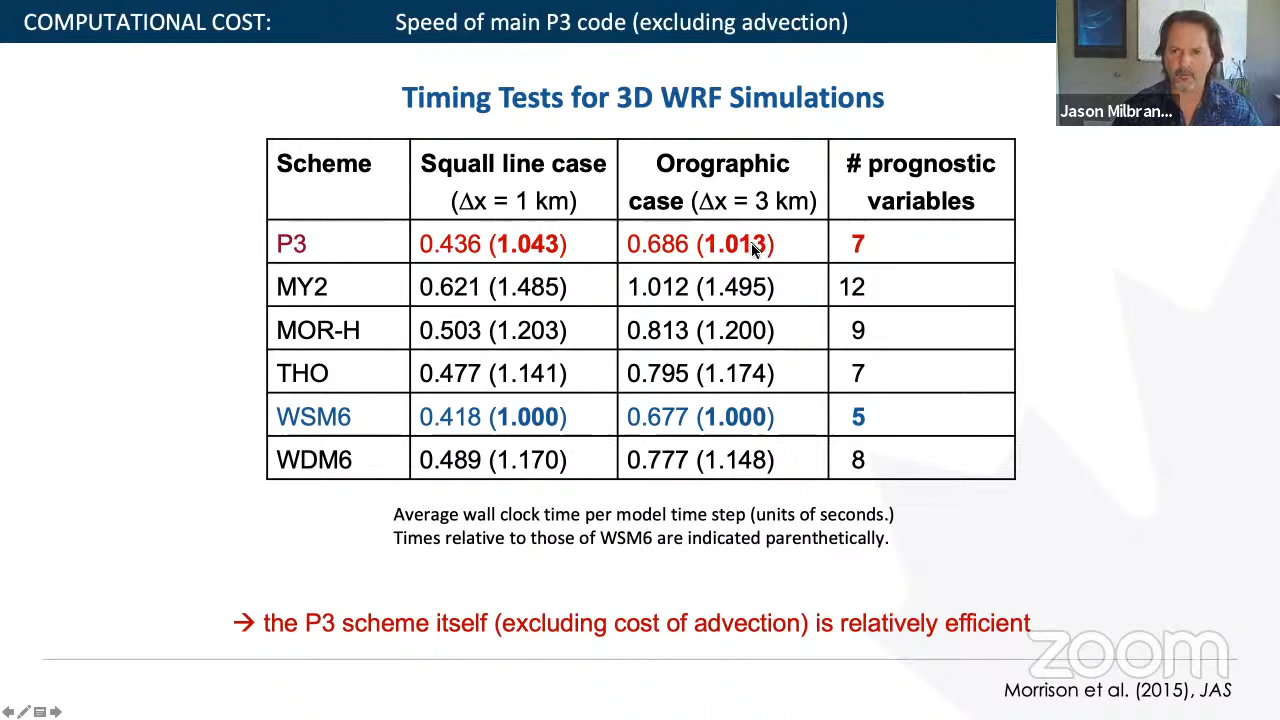 COMPUTATIONAL COST: Speed of main P3 code (excluding advection)
Jason Milbran...
Timing Tests for 3D WRF Simulations
Scheme Squall line case (Δx = 1 km) Orographic case (Δx = 3 km) # prognostic variables
P3 0.436 (1.043) 0.686 (1.013) 7
MY2 0.621 (1.485) 1.012 (1.495) 12
MOR-H 0.503 (1.203) 0.813 (1.200) 9
THO 0.477 (1.141) 0.795 (1.174) 7
WSM6 0.418 (1.000) 0.677 (1.000) 5
WDM6 0.489 (1.170) 0.777 (1.148) 8
Average wall clock time per model time step (units of seconds.)
Times relative to those of WSM6 are indicated parenthetically.
→ the P3 scheme itself (excluding cost of advection) is relatively efficient
zoom
Morrison et al. (2015), JAS